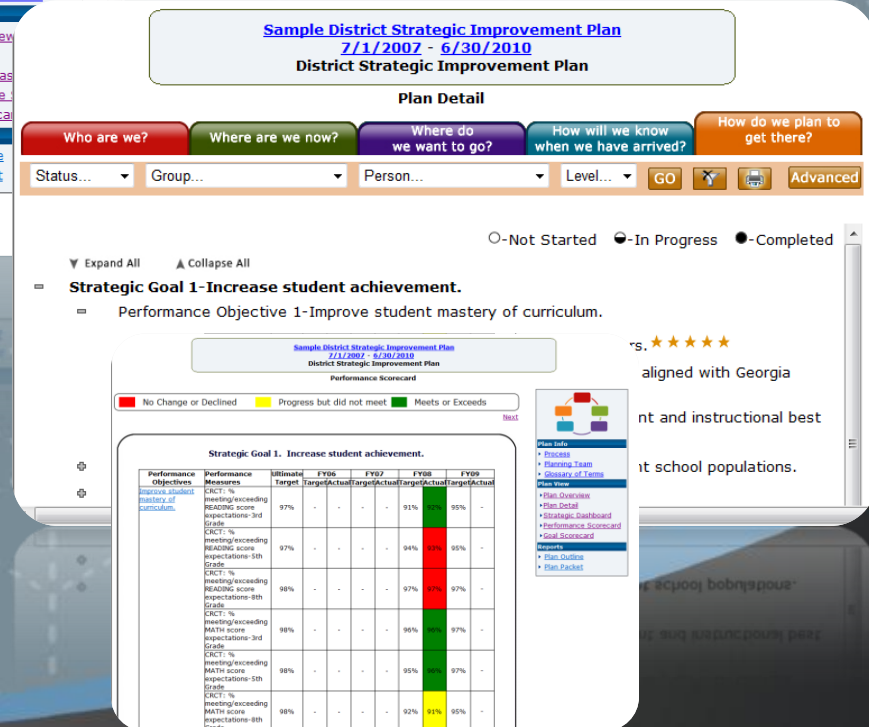 Sample District Strategic Improvement Plan
7/1/2007 - 6/30/2010
District Strategic Improvement Plan
Plan Detail
Who are we?
Where are we now?
Where do
we want to go?
How will we know
when we have arrived?
How do we plan to
get there?
Status...
Group...
Person...
Level...
GO
Advanced
-Not Started
-In Progress
-Completed
Expand All
Collapse All
Strategic Goal 1-Increase student achievement.
Performance Objective 1-Improve student mastery of curriculum.
rs.
aligned with Georgia
nt and instructional best
nt school populations.
Sample District Strategic Improvement Plan
7/1/2007 - 6/30/2010
District Strategic Improvement Plan
Performance Scorecard
No Change or Declined
Progress but did not meet
Meets or Exceeds
Next
Strategic Goal 1. Increase student achievement.
Performance Objectives Performance Measures Ultimate Target FY06 FY07 FY08 FY09
Target Actual Target Actual Target Actual Target Actual
Improve student
mastery of
curriculum.
CRCT: %
meeting/exceeding
READING score
expectations-3rd
Grade
97% - - - - 91% 95% -
CRCT: %
meeting/exceeding
READING score
expectations-5th
Grade
97% - - - - 94% 95% -
CRCT: %
meeting/exceeding
READING score
expectations-8th
Grade
98% - - - - 97% 97% 97% -
CRCT: %
meeting/exceeding
MATH score
expectations-3rd
Grade
98% - - - - 96% 97% -
CRCT: %
meeting/exceeding
MATH score
expectations-5th
Grade
98% - - - - 95% 97% -
CRCT: %
meeting/exceeding
MATH score
expectations-8th
98% - - - - 92% 91% 95% -
Plan Info
Process
Planning Team
Glossary of Terms
Plan View
Plan Overview
Plan Detail
Strategic Dashboard
Performance Scorecard
Goal Scorecard
Reports
Plan Outline
Plan Packet